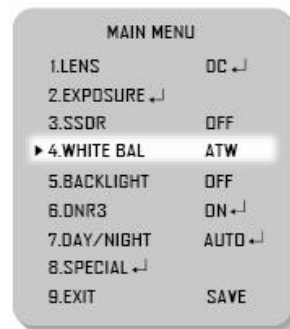 MAIN MENU
1.LENS DC ↵
2.EXPOSURE ↵
3.SSDR OFF
▶ 4.WHITE BAL ATW
5.BACKLIGHT OFF
6.DNR3 ON ↵
7.DAY/NIGHT AUTO ↵
8.SPECIAL ↵
9.EXIT SAVE